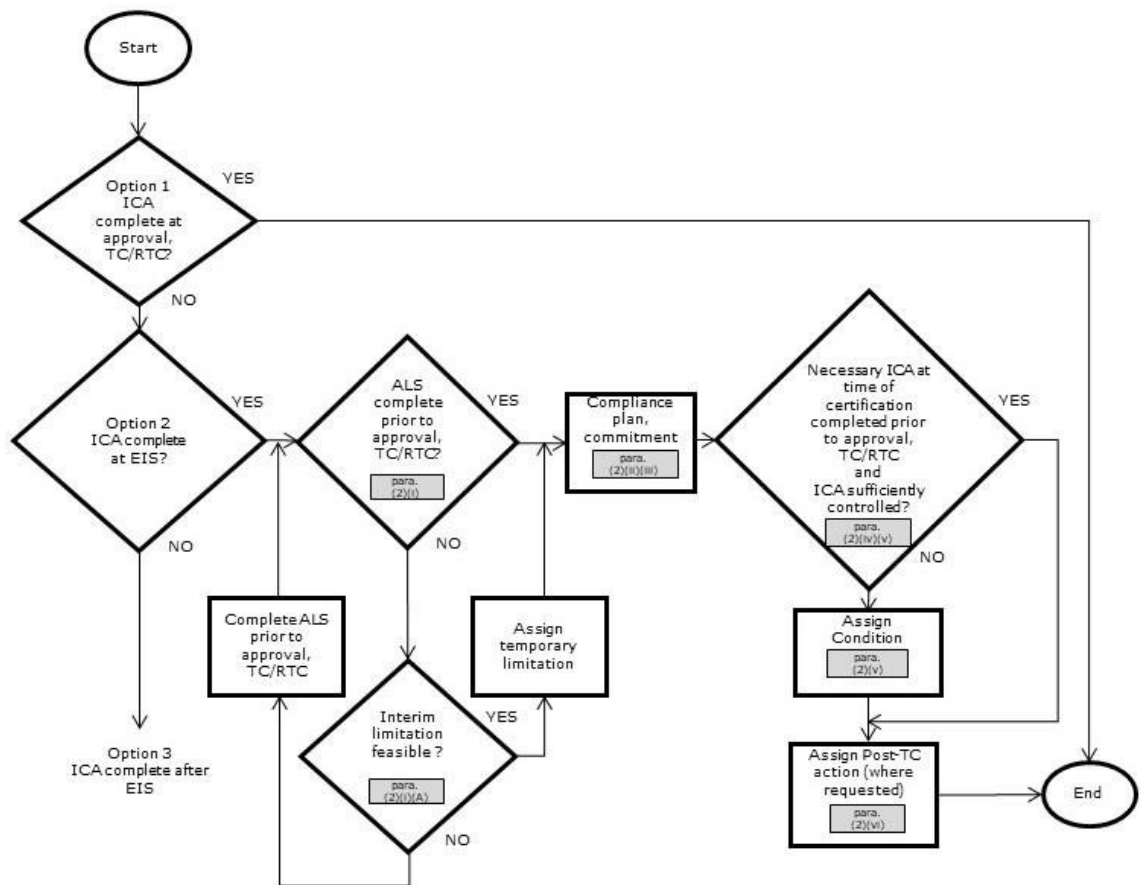 Start
Option 1
ICA
complete at
approval,
TC/RTC?
YES
NO
Option 2
ICA complete
at EIS?
YES
NO
Option 3
ICA complete after
EIS
ALS
complete
prior to
approval,
TC/RTC?
para.
(2)(i)
YES
NO
Complete ALS
prior to
approval,
TC/RTC
Interim
limitation
feasible ?
para.
(2)(i)(A)
YES
NO
Assign
temporary
limitation
Compliance
plan,
commitment
para.
(2)(ii)(iii)
Necessary ICA at
time of
certification
completed prior
to approval,
TC/RTC
and
ICA sufficiently
controlled?
para.
(2)(iv)(v)
YES
NO
Assign
Condition
para.
(2)(v)
Assign Post-TC
action (where
requested)
para.
(2)(vi)
End